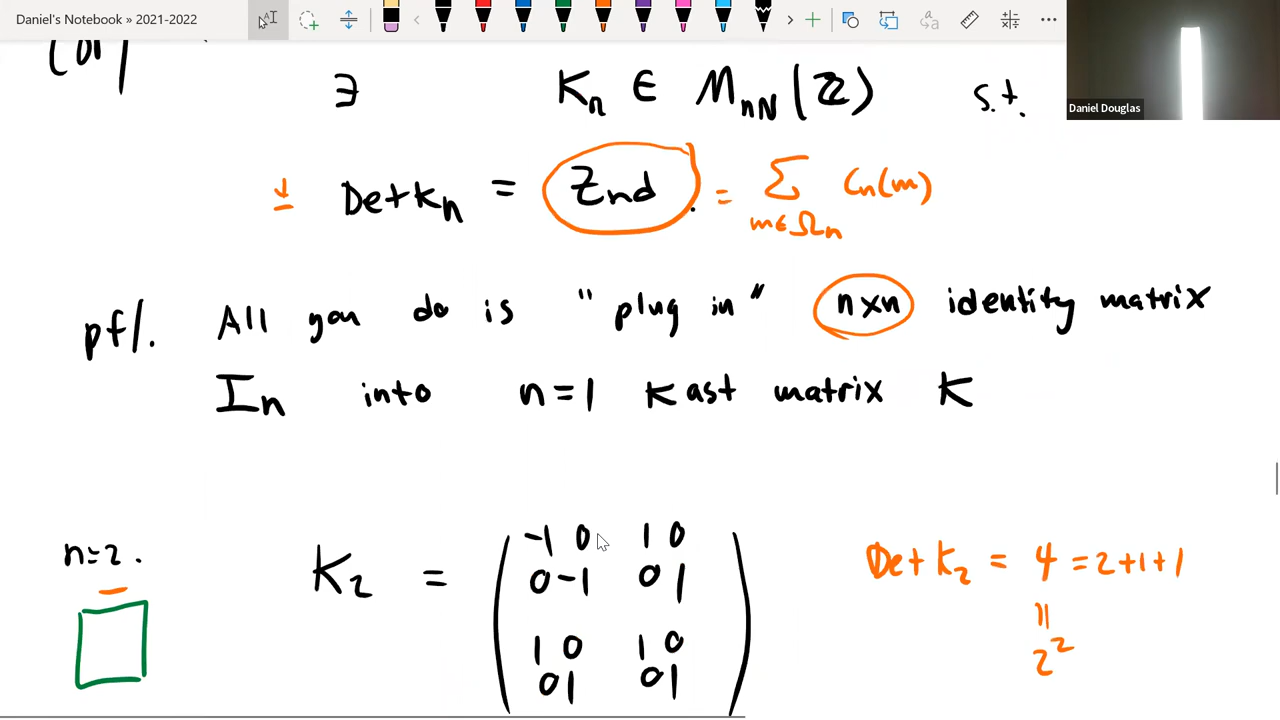 Daniel's Notebook » 2021-2022
Daniel Douglas
∃ Kₙ ∈ MₙN(ℤ) s.t.
± Det Kₙ = Znd . = Σ Cₙ(m)
m∈Ωₙ
pf/. All you do is "plug in" n×n identity matrix
Iₙ into n=1 Kast matrix K
n=2. K₂ = ( -1 0 1 0
0 -1 0 1
1 0 1 0
0 1 0 1 )
Det K₂ = 4 = 2+1+1
=
2²